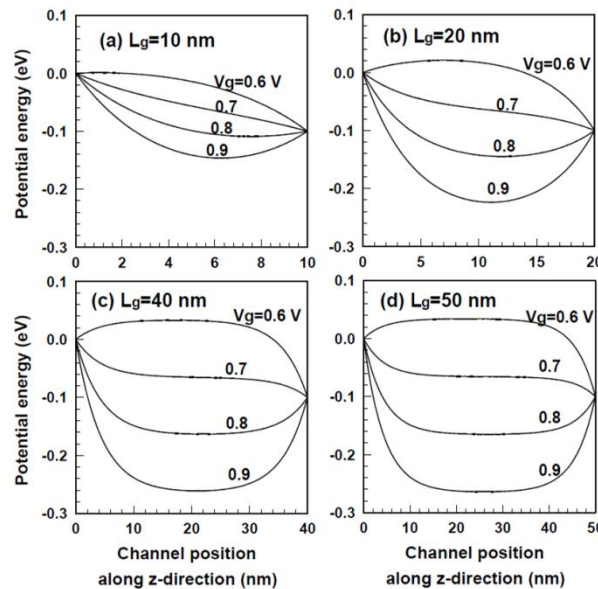 Potential energy (eV)
0.1
0.0
-0.1
-0.2
-0.3
(a) Lg=10 nm
Vg=0.6 V
0.7
0.8
0.9
0 2 4 6 8 10
0.1
0.0
-0.1
-0.2
-0.3
(b) Lg=20 nm
Vg=0.6 V
0.7
0.8
0.9
0 5 10 15 20
Potential energy (eV)
0.1
0.0
-0.1
-0.2
-0.3
(c) Lg=40 nm
Vg=0.6 V
0.7
0.8
0.9
0 10 20 30 40
Channel position
along z-direction (nm)
0.1
0.0
-0.1
-0.2
-0.3
(d) Lg=50 nm
Vg=0.6 V
0.7
0.8
0.9
0 10 20 30 40 50
Channel position
along z-direction (nm)